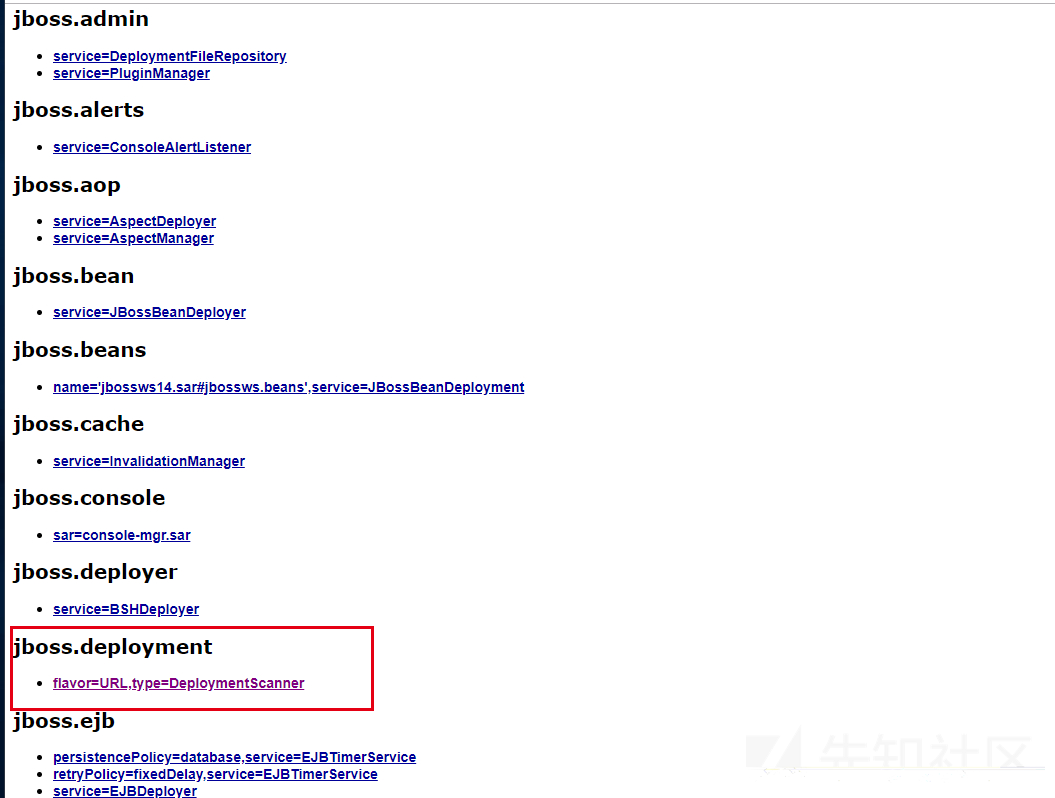 jboss.admin
service=DeploymentFileRepository
service=PluginManager
jboss.alerts
service=ConsoleAlertListener
jboss.aop
service=AspectDeployer
service=AspectManager
jboss.bean
service=JBossBeanDeployer
jboss.beans
name='jbossws14.sar#jbossws.beans',service=JBossBeanDeployment
jboss.cache
service=InvalidationManager
jboss.console
sar=console-mgr.sar
jboss.deployer
service=BSHDeployer
jboss.deployment
flavor=URL,type=DeploymentScanner
jboss.ejb
persistencePolicy=database,service=EJBTimerService
retryPolicy=fixedDelay,service=EJBTimerService
service=EJBDeployer
先知社区